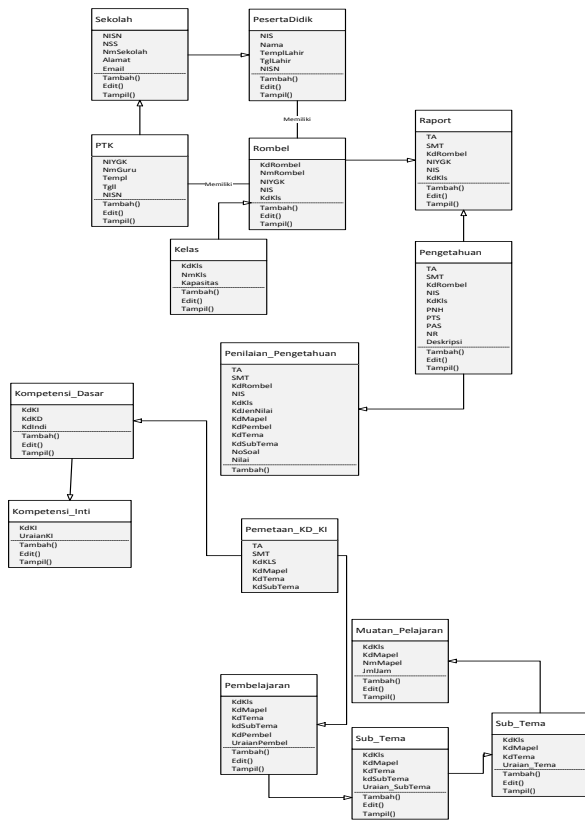 Sekolah
NISN
NSS
NmSekolah
Alamat
Email
Tambah()
Edit()
Tampil()
PesertaDidik
NIS
Nama
TemplLahir
TglLahir
NISN
Tambah()
Edit()
Tampil()
Memiliki
PTK
NIYGK
NmGuru
Templ
Tgll
NISN
Tambah()
Edit()
Tampil()
Memiliki
Rombel
KdRombel
NmRombel
NIYGK
NIS
KdKls
Tambah()
Edit()
Tampil()
Raport
TA
SMT
KdRombel
NIYGK
NIS
KdKls
Tambah()
Edit()
Tampil()
Kelas
KdKls
NmKls
Kapasitas
Tambah()
Edit()
Tampil()
Pengetahuan
TA
SMT
KdRombel
NIS
KdKls
PNH
PTS
PAS
NR
Deskripsi
Tambah()
Edit()
Tampil()
Penilaian_Pengetahuan
TA
SMT
KdRombel
NIS
KdKls
KdJenNilai
KdMapel
KdPembel
KdTema
KdSubTema
NoSoal
Nilai
Tambah()
Kompetensi_Dasar
KdKI
KdKD
KdIndi
Tambah()
Edit()
Tampil()
Kompetensi_Inti
KdKI
UraianKI
Tambah()
Edit()
Tampil()
Pemetaan_KD_KI
TA
SMT
KdKLS
KdMapel
KdTema
KdSubTema
Muatan_Pelajaran
KdKls
KdMapel
NmMapel
JmlJam
Tambah()
Edit()
Tampil()
Pembelajaran
KdKls
KdMapel
KdTema
kdSubTema
KdPembel
UraianPembel
Tambah()
Edit()
Tampil()
Sub_Tema
KdKls
KdMapel
KdTema
kdSubTema
Uraian_SubTema
Tambah()
Edit()
Tampil()
Sub_Tema
KdKls
KdMapel
KdTema
Uraian_Tema
Tambah()
Edit()
Tampil()